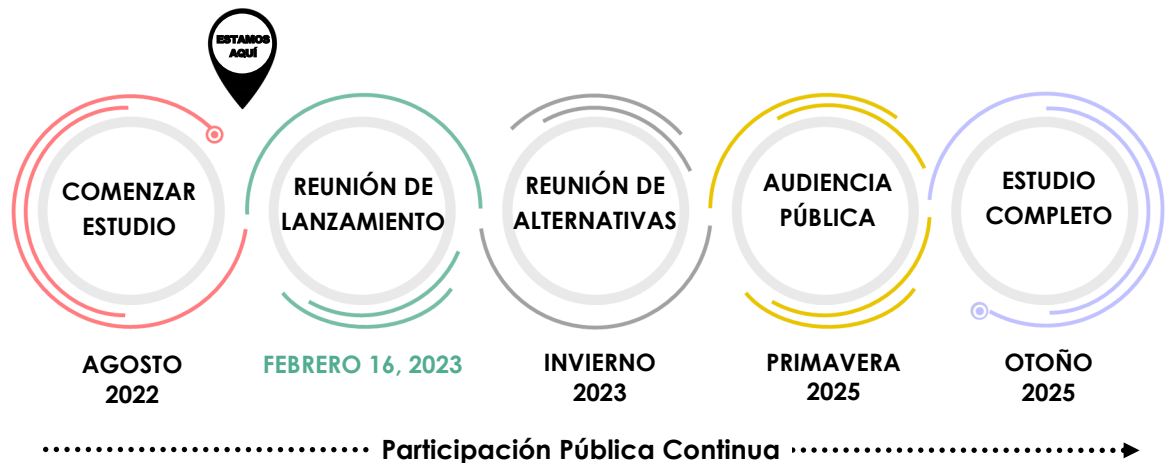 ESTAMOS
AQUÍ
COMENZAR
ESTUDIO
REUNIÓN DE
LANZAMIENTO
REUNIÓN DE
ALTERNATIVAS
AUDIENCIA
PÚBLICA
ESTUDIO
COMPLETO
AGOSTO
2022
FEBRERO 16, 2023
INVIERNO
2023
PRIMAVERA
2025
OTOÑO
2025
Participación Pública Continua